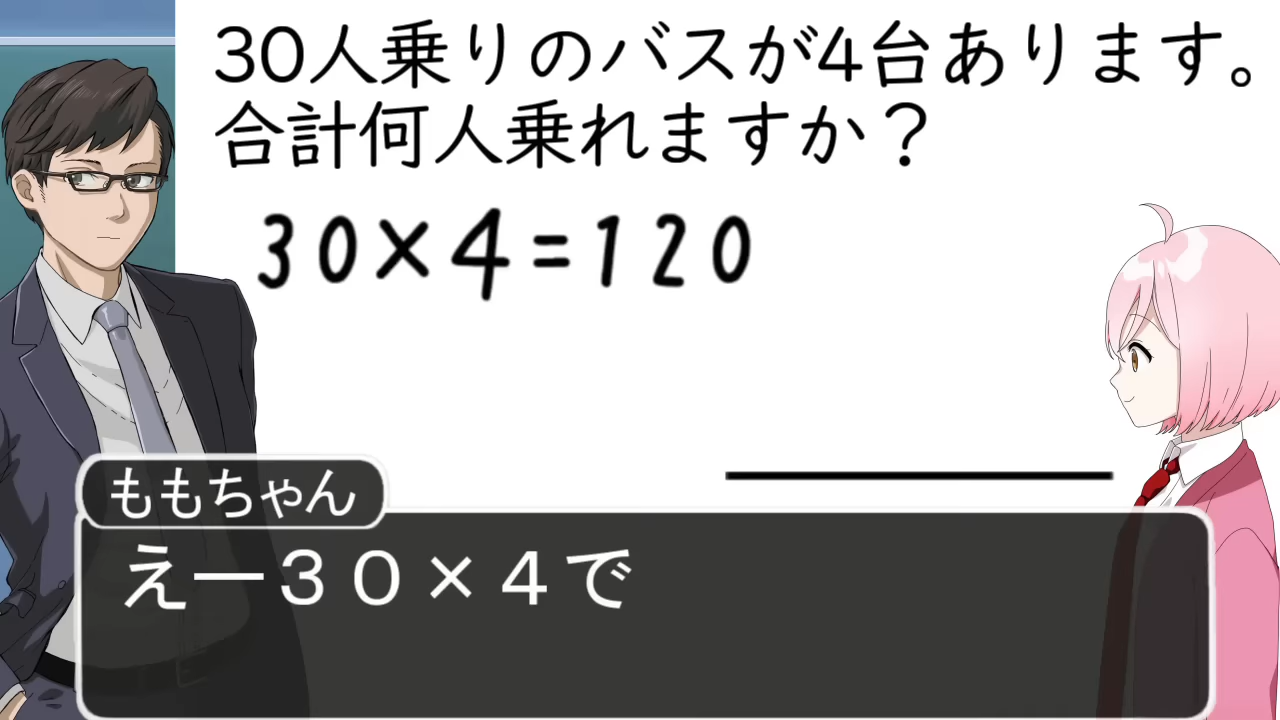 30人乗りのバスが4台あります。
合計何人乗れますか？
30×4=120
ももちゃん
えー３０×４で